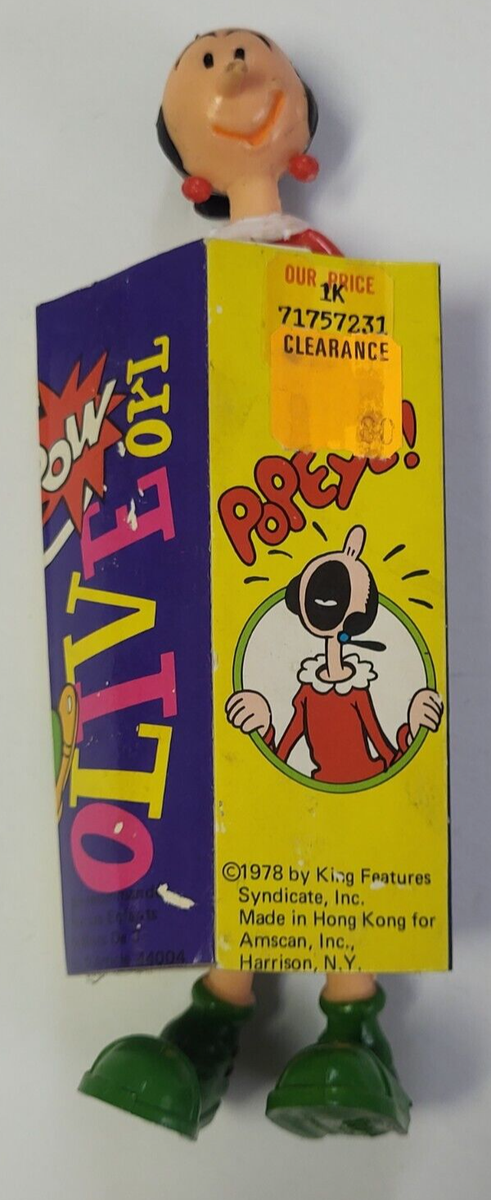 OUR PRICE
1K
71757231
CLEARANCE
POW
OLIVE OYL
POPEYE!
©1978 by King Features
Syndicate, Inc.
Made in Hong Kong for
Amscan, Inc.,
Harrison, N.Y.